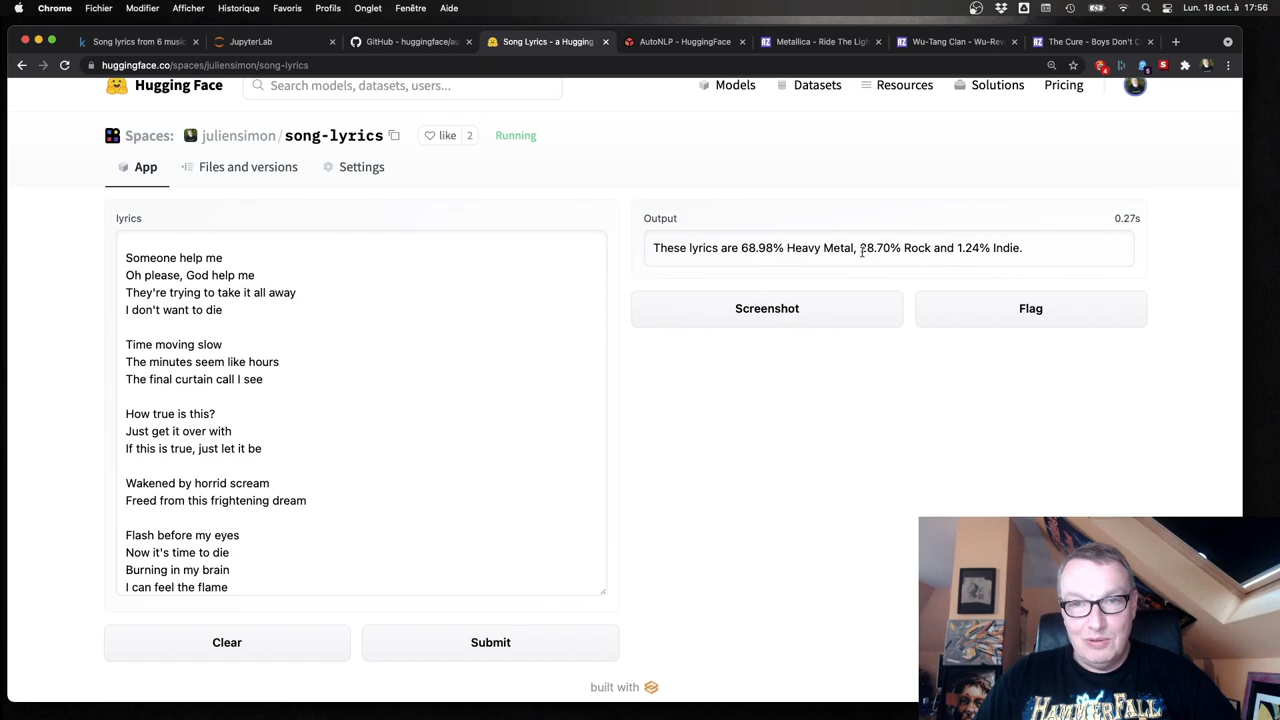 Chrome Fichier Modifier Afficher Historique Favoris Profils Onglet Fenêtre Aide Lun. 18 oct. à 17:56
Song lyrics from 6 music
JupyterLab
GitHub - huggingface/au
Song Lyrics - a Hugging
AutoNLP - HuggingFace
Metallica - Ride The Ligh
Wu-Tang Clan - Wu-Rev
The Cure - Boys Don't C
huggingface.co/spaces/juliensimon/song-lyrics
Hugging Face
Search models, datasets, users...
Models Datasets Resources Solutions Pricing
Spaces: juliensimon/song-lyrics like 2 Running
App Files and versions Settings
lyrics
Someone help me
Oh please, God help me
They're trying to take it all away
I don't want to die
Time moving slow
The minutes seem like hours
The final curtain call I see
How true is this?
Just get it over with
If this is true, just let it be
Wakened by horrid scream
Freed from this frightening dream
Flash before my eyes
Now it's time to die
Burning in my brain
I can feel the flame
Clear Submit
Output 0.27s
These lyrics are 68.98% Heavy Metal, 28.70% Rock and 1.24% Indie.
Screenshot Flag
built with
HAMMERFALL